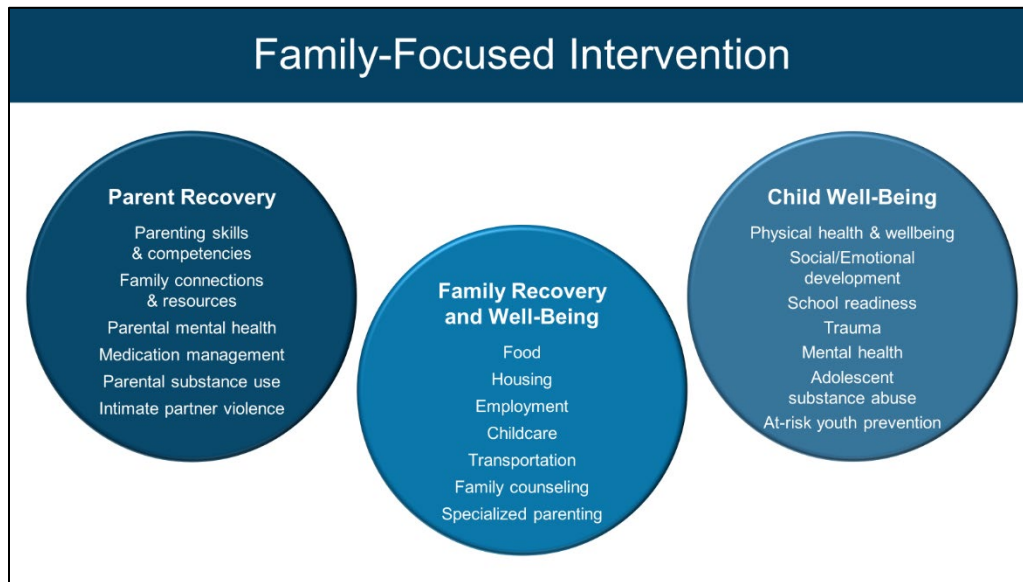 Family-Focused Intervention
Parent Recovery
Parenting skills
& competencies
Family connections
& resources
Parental mental health
Medication management
Parental substance use
Intimate partner violence
Family Recovery
and Well-Being
Food
Housing
Employment
Childcare
Transportation
Family counseling
Specialized parenting
Child Well-Being
Physical health & wellbeing
Social/Emotional
development
School readiness
Trauma
Mental health
Adolescent
substance abuse
At-risk youth prevention